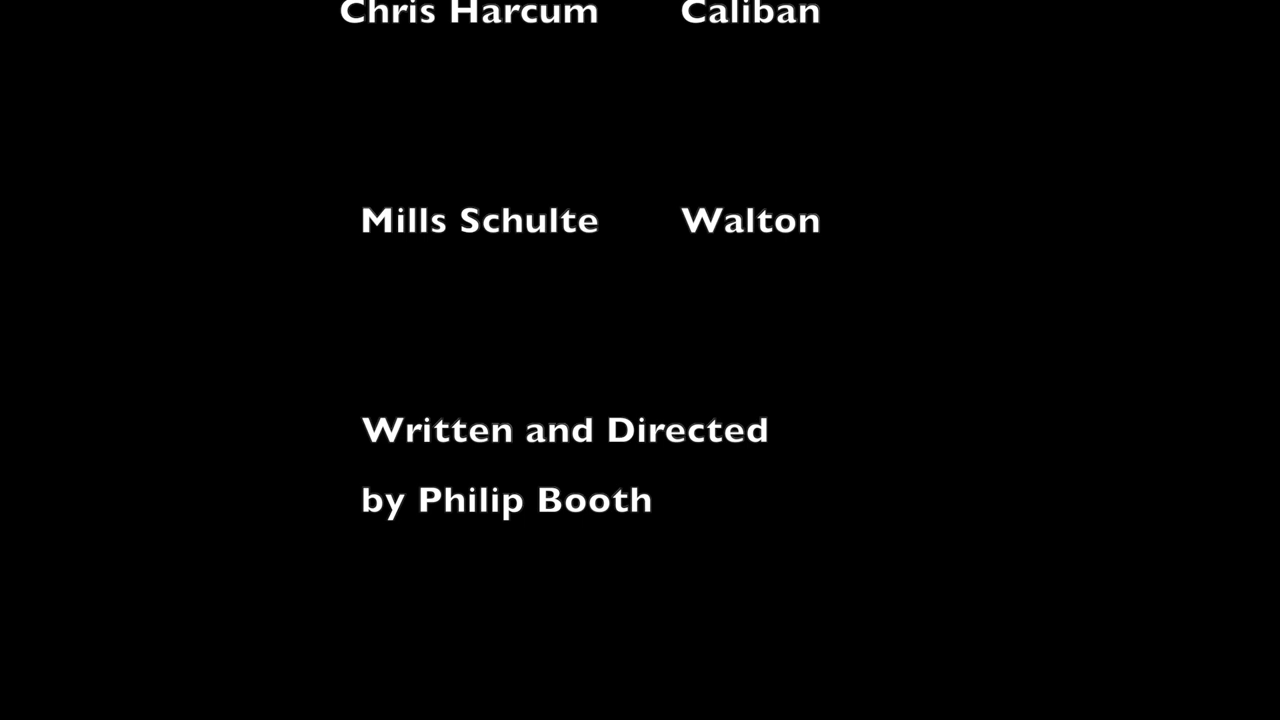 Chris Harcum Caliban
Mills Schulte Walton
Written and Directed
by Philip Booth